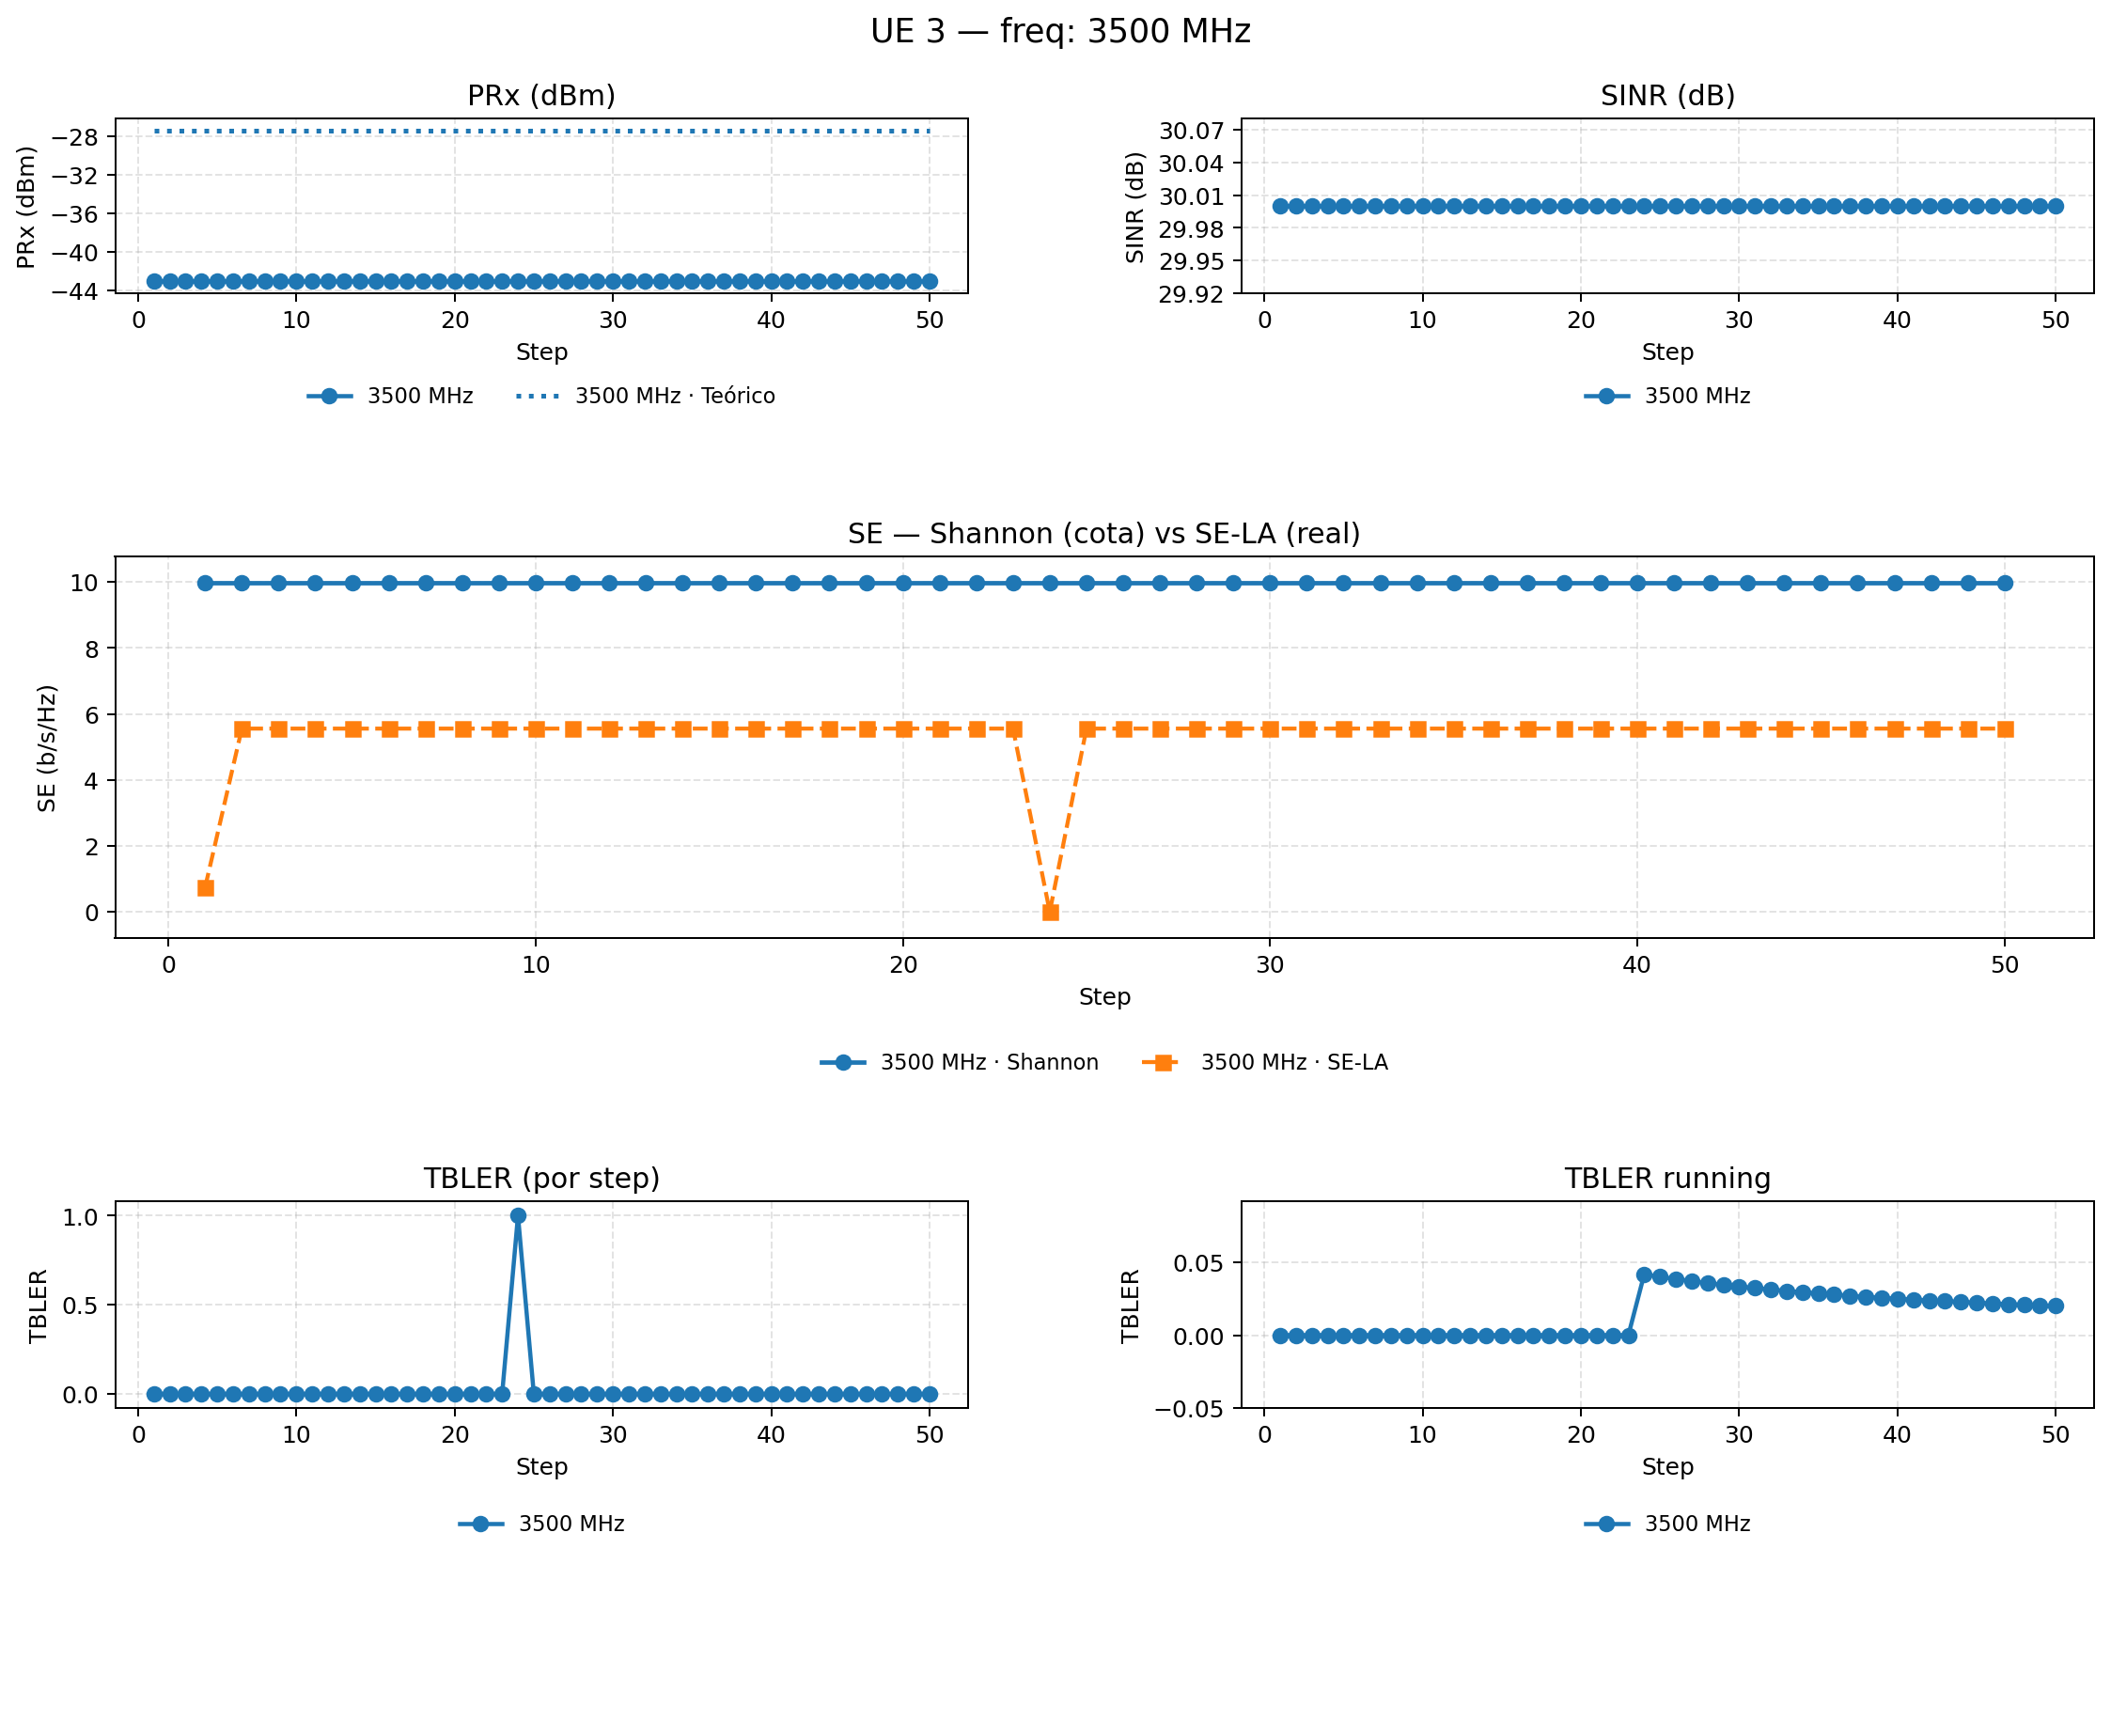 UE 3 — freq: 3500 MHz
PRx (dBm)
PRx (dBm)
−28
−32
−36
−40
−44
0 10 20 30 40 50
Step
3500 MHz 3500 MHz · Teórico
SINR (dB)
SINR (dB)
30.07
30.04
30.01
29.98
29.95
29.92
0 10 20 30 40 50
Step
3500 MHz
SE — Shannon (cota) vs SE-LA (real)
SE (b/s/Hz)
10
8
6
4
2
0
0 10 20 30 40 50
Step
3500 MHz · Shannon 3500 MHz · SE-LA
TBLER (por step)
TBLER
1.0
0.5
0.0
0 10 20 30 40 50
Step
3500 MHz
TBLER running
TBLER
0.05
0.00
−0.05
0 10 20 30 40 50
Step
3500 MHz